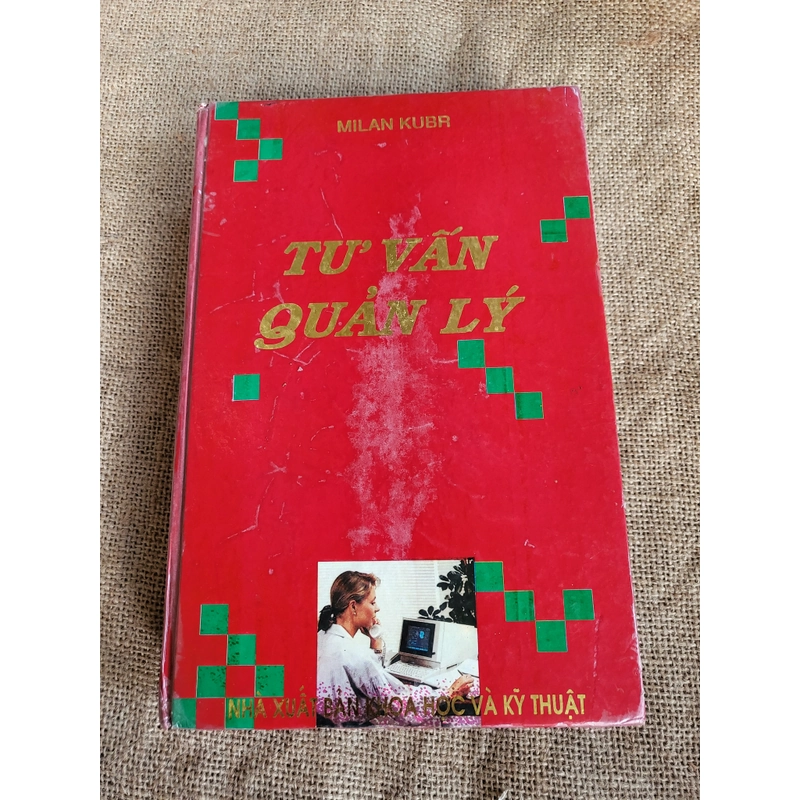 MILAN KUBR
TƯ VẤN
QUẢN LÝ
NHÀ XUẤT BẢN KHOA HỌC VÀ KỸ THUẬT